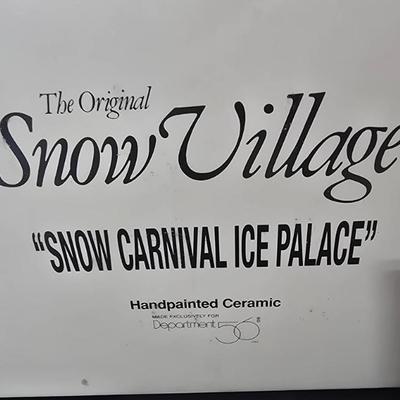 The Original
Snow Village
"SNOW CARNIVAL ICE PALACE"
Handpainted Ceramic
MADE EXCLUSIVELY FOR
Department 56